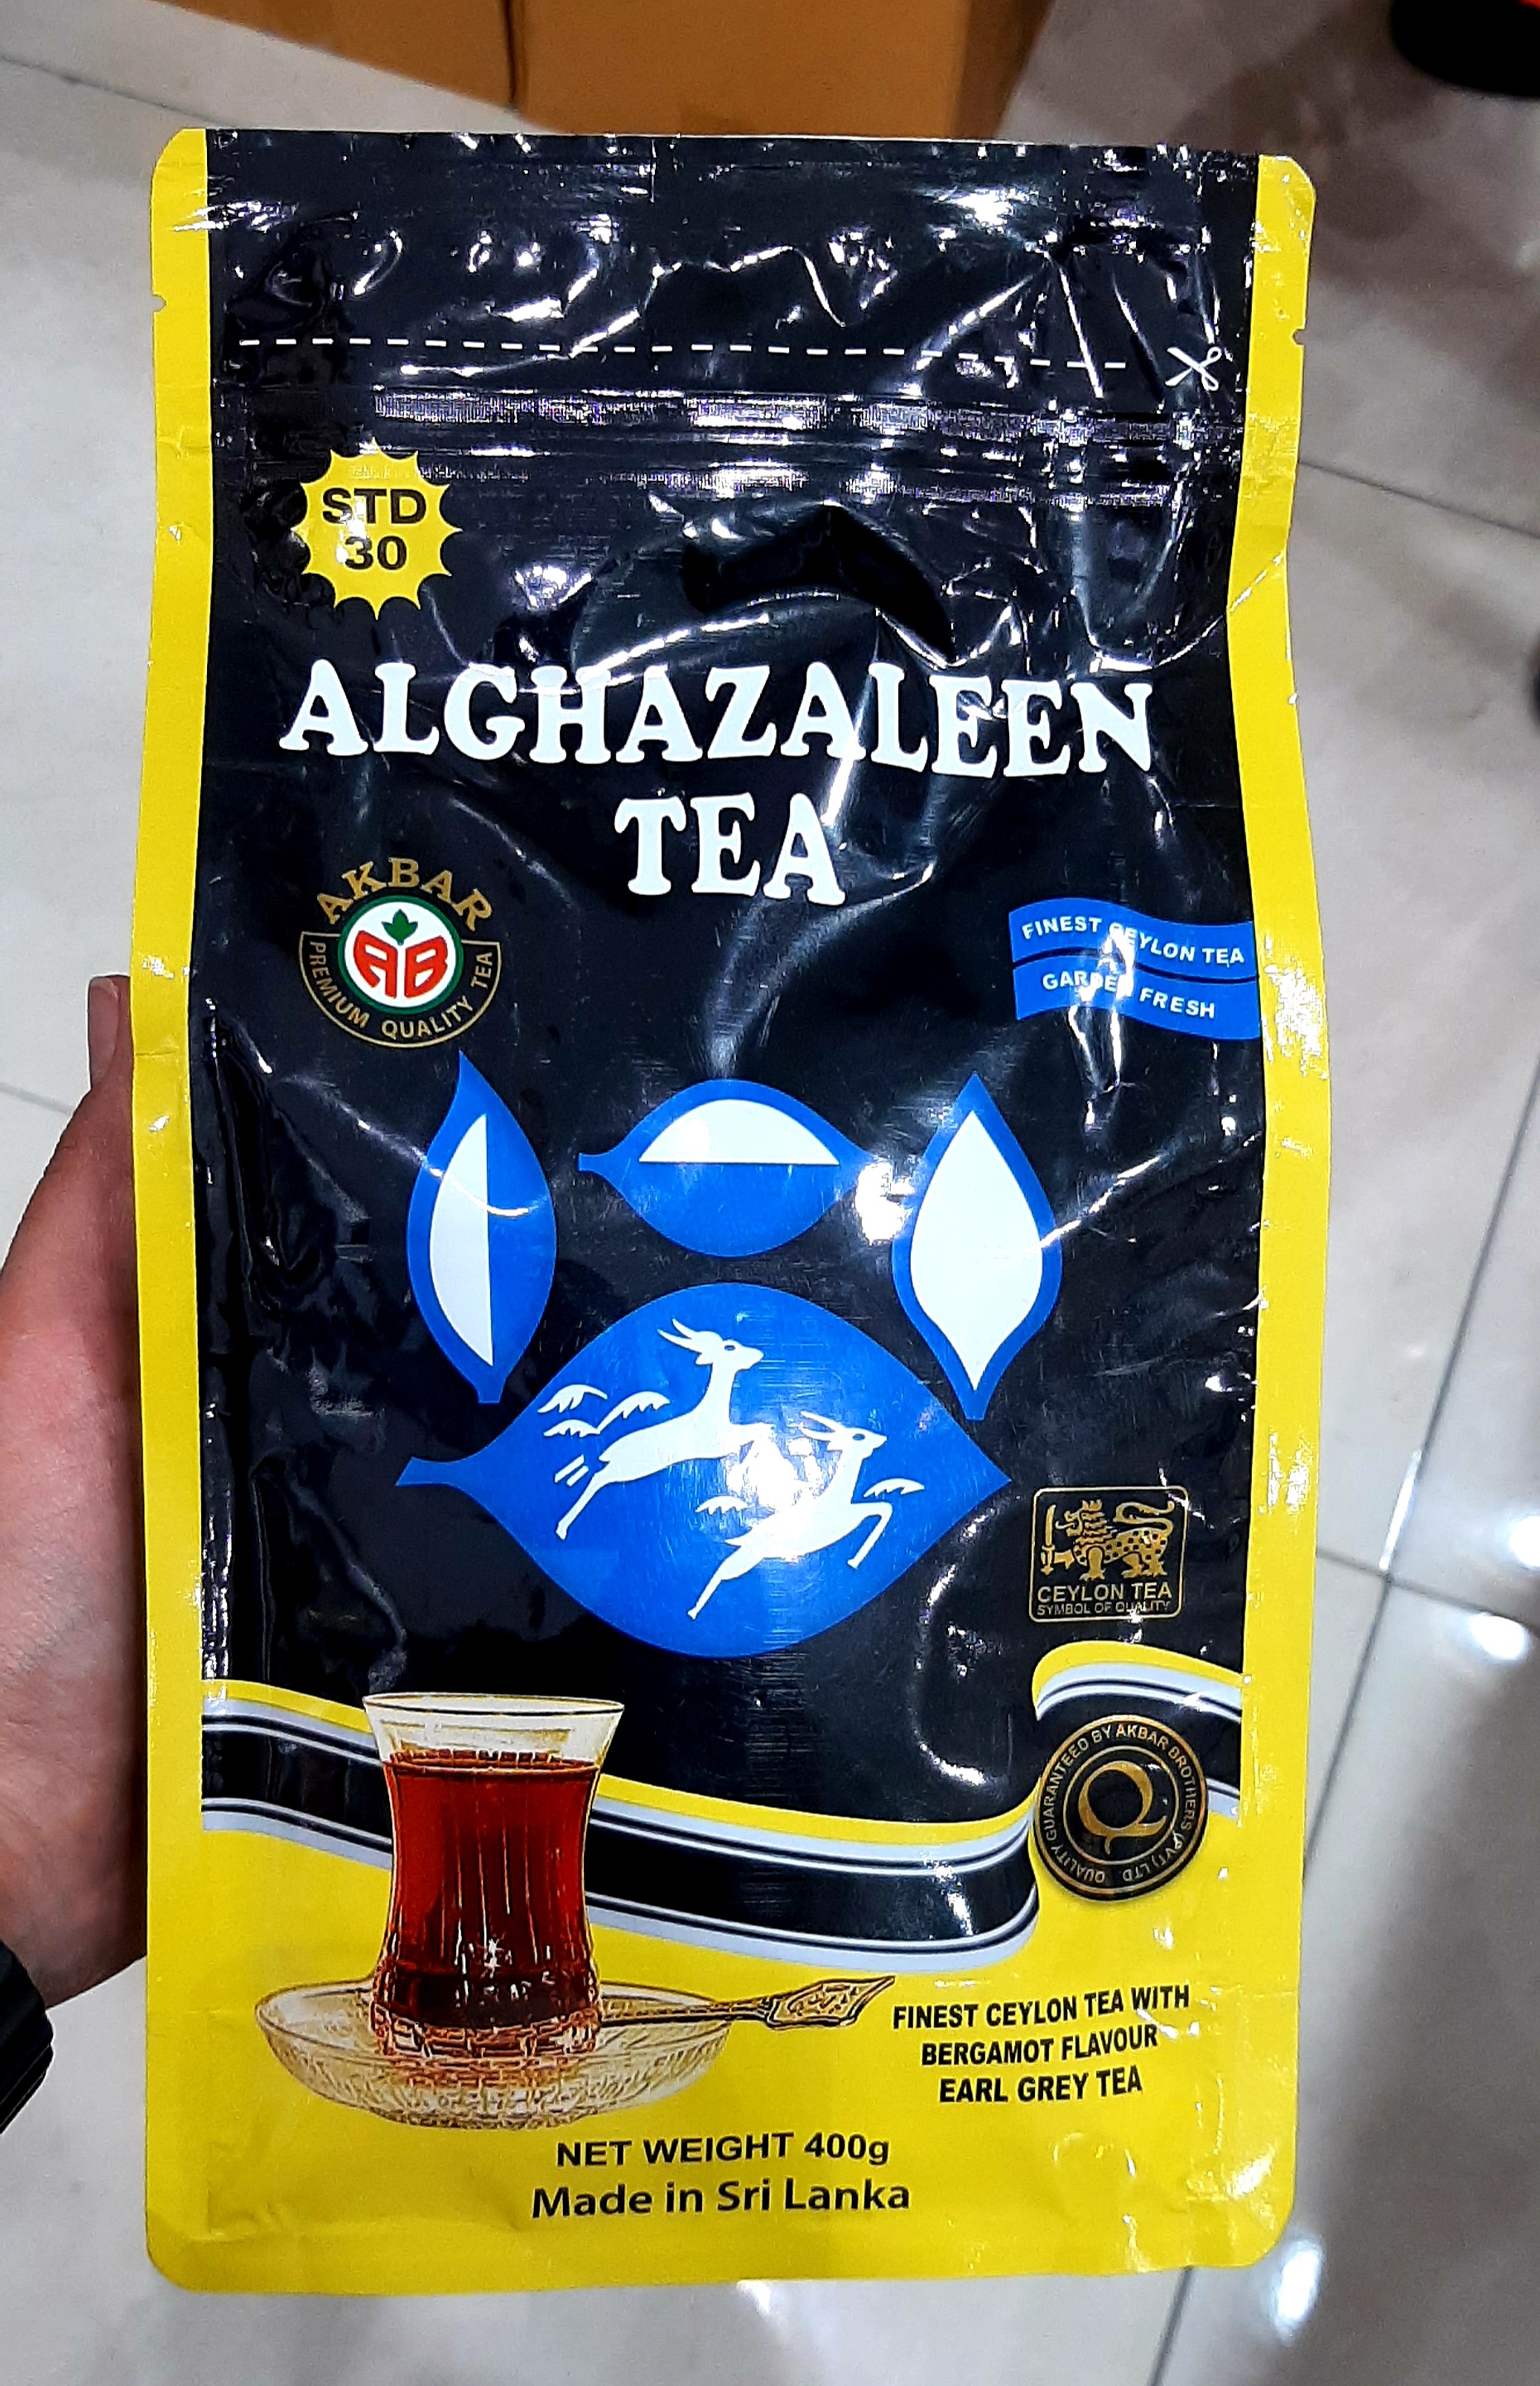 STD
30
ALGHAZALEEN
TEA
AKBAR
AB
PREMIUM QUALITY TEA
FINEST CEYLON TEA
GARDEN FRESH
CEYLON TEA
SYMBOL OF QUALITY
QUALITY GUARANTEED BY AKBAR BROTHERS (PVT) LTD
Q
FINEST CEYLON TEA WITH
BERGAMOT FLAVOUR
EARL GREY TEA
NET WEIGHT 400g
Made in Sri Lanka